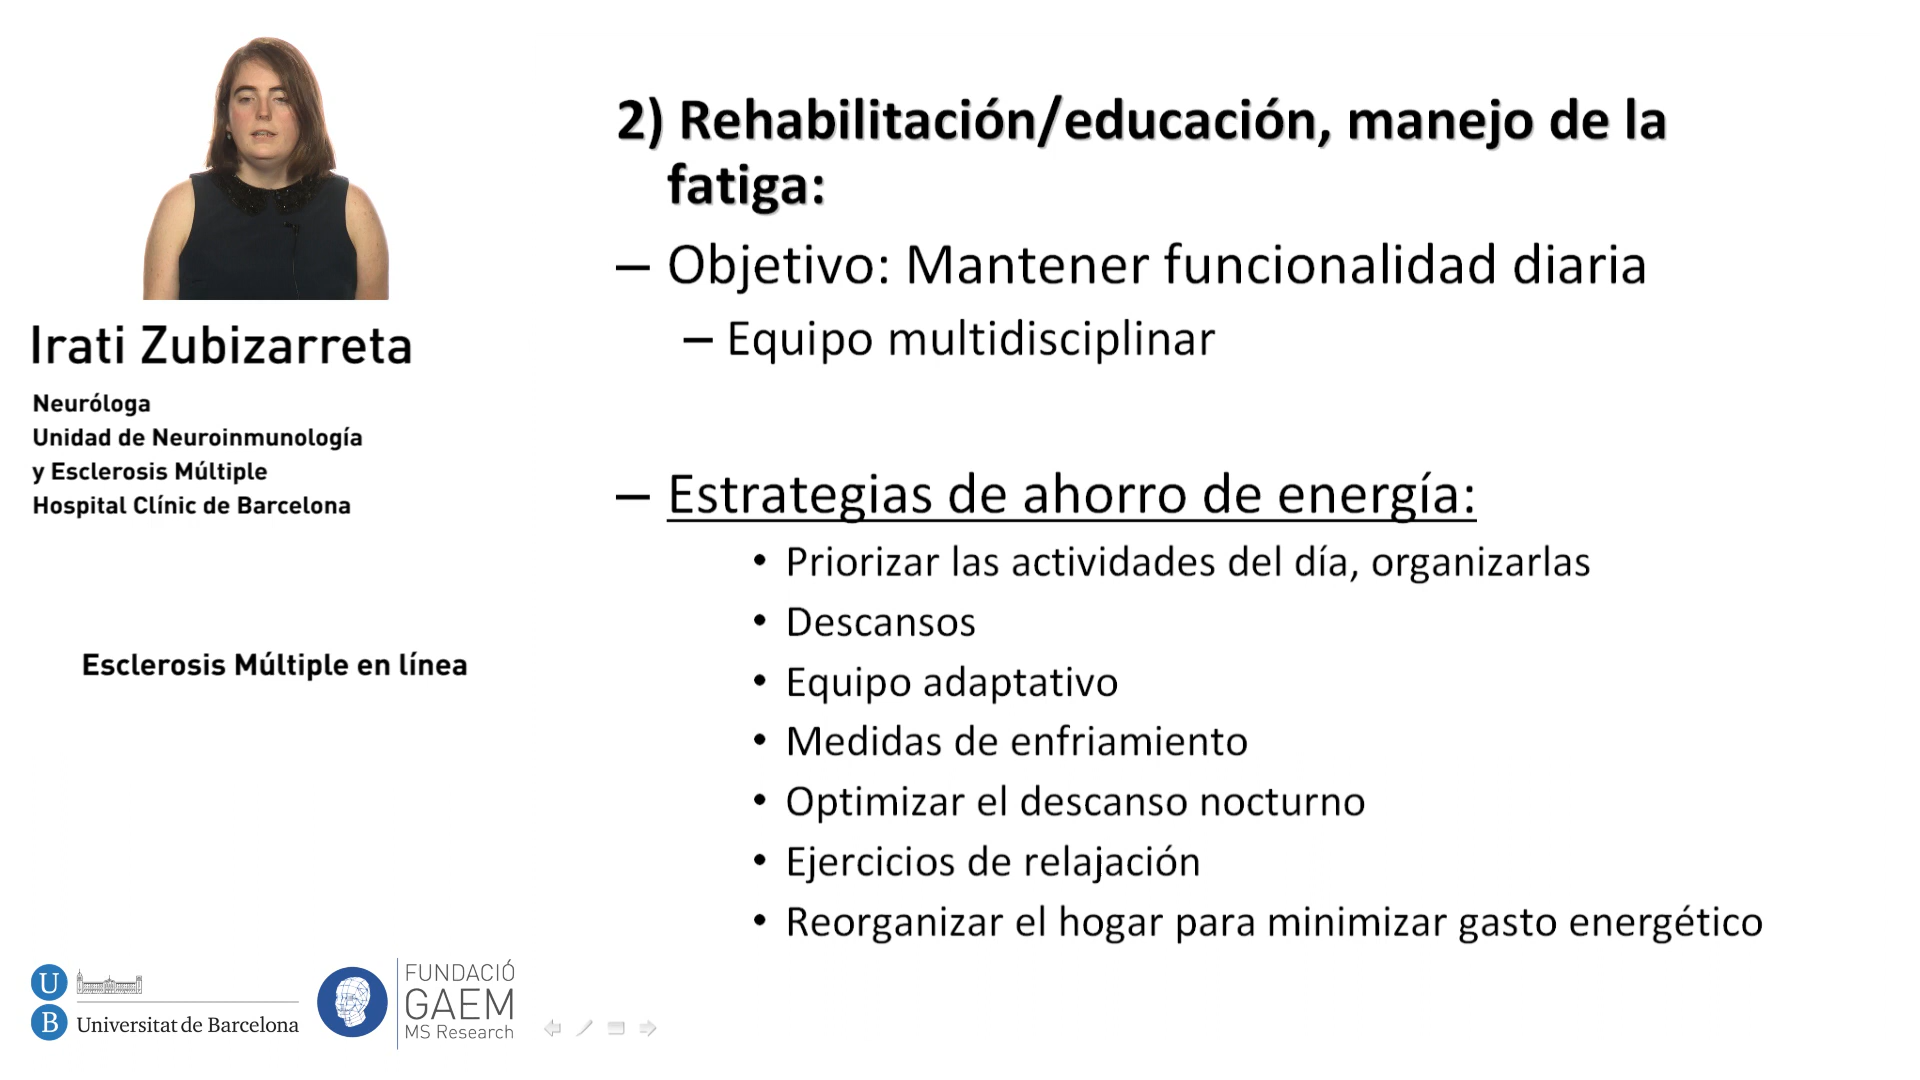 Irati Zubizarreta
Neuróloga
Unidad de Neuroinmunología
y Esclerosis Múltiple
Hospital Clínic de Barcelona
Esclerosis Múltiple en línea
2) Rehabilitación/educación, manejo de la
fatiga:
– Objetivo: Mantener funcionalidad diaria
– Equipo multidisciplinar
– Estrategias de ahorro de energía:
• Priorizar las actividades del día, organizarlas
• Descansos
• Equipo adaptativo
• Medidas de enfriamiento
• Optimizar el descanso nocturno
• Ejercicios de relajación
• Reorganizar el hogar para minimizar gasto energético
U
B
Universitat de Barcelona
FUNDACIÓ
GAEM
MS Research